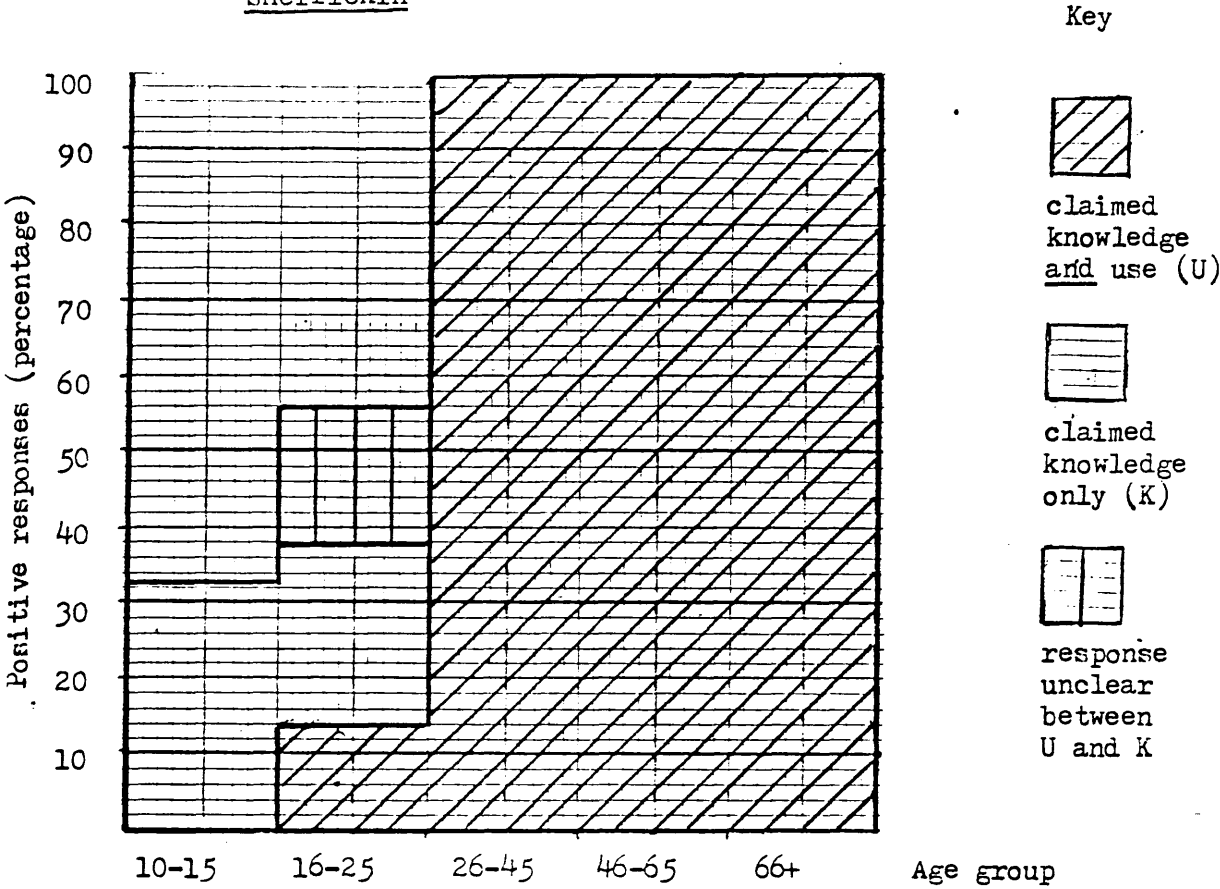 Key
100
90
80
70
60
50
40
30
20
10
Positive responses (percentage)
10-15 16-25 26-45 46-65 66+ Age group
claimed
knowledge
and use (U)
claimed
knowledge
only (K)
response
unclear
between
U and K